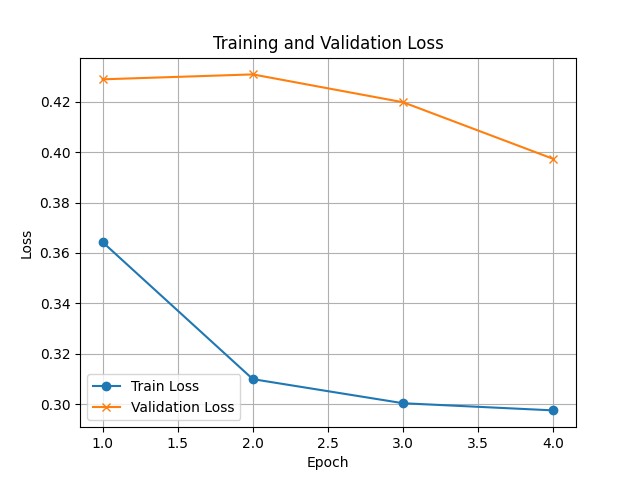 Training and Validation Loss
Loss
0.42
0.40
0.38
0.36
0.34
0.32
0.30
Train Loss
Validation Loss
1.0 1.5 2.0 2.5 3.0 3.5 4.0
Epoch